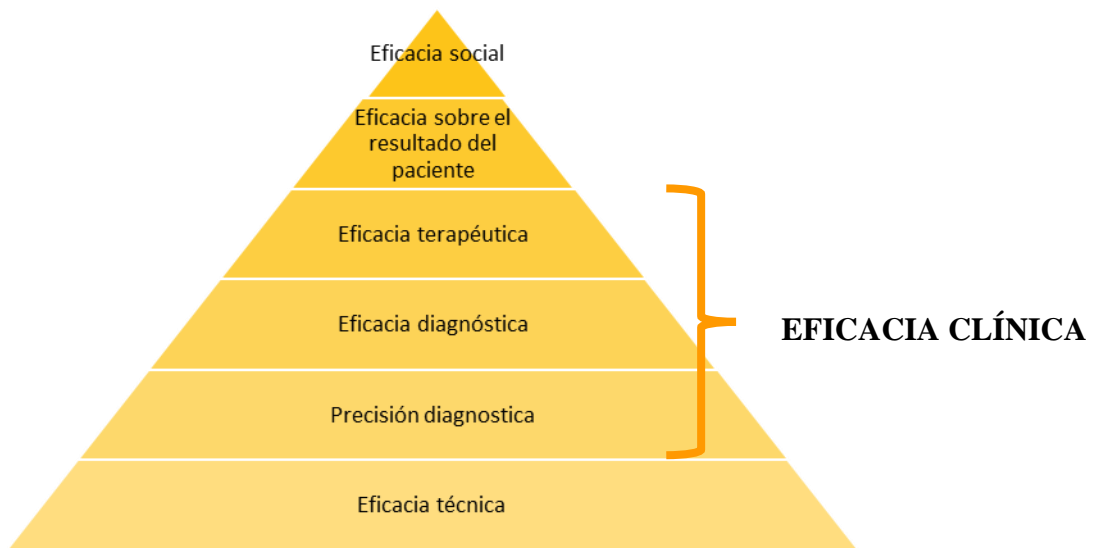 Eficacia social
Eficacia sobre el
resultado del
paciente
Eficacia terapéutica
Eficacia diagnóstica
EFICACIA CLÍNICA
Precisión diagnostica
Eficacia técnica